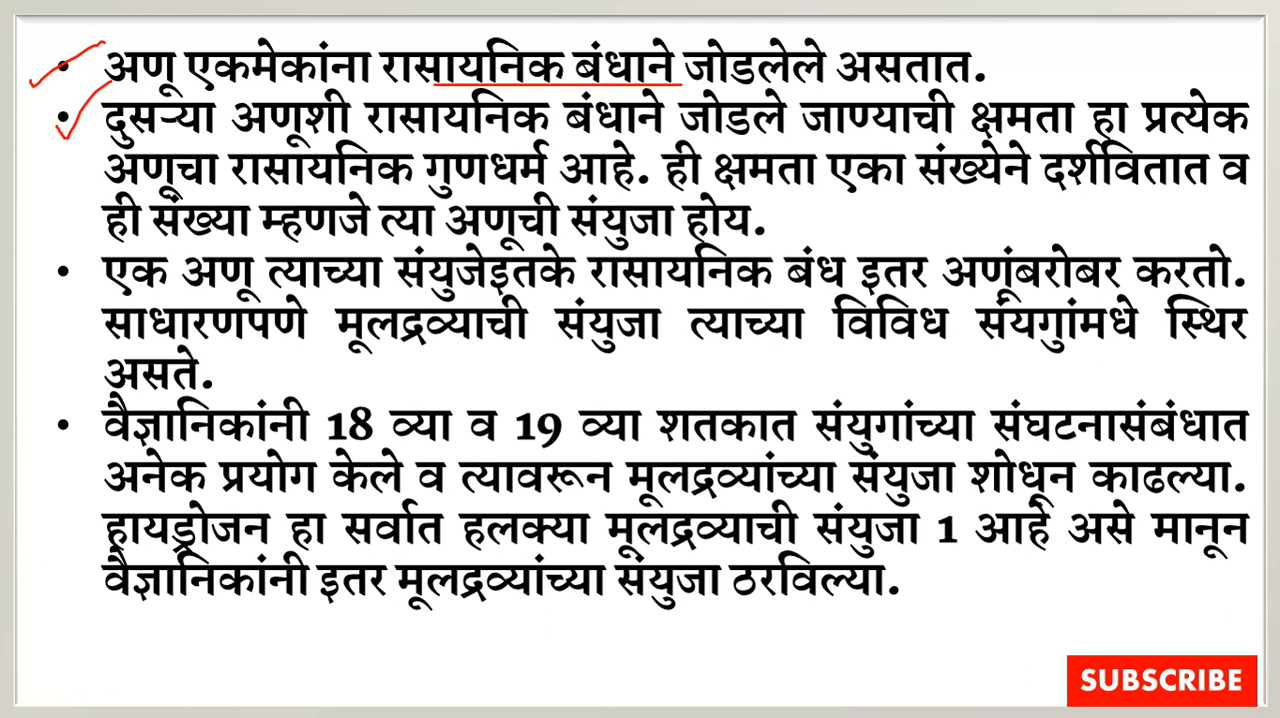 • अणू एकमेकांना रासायनिक बंधाने जोडलेले असतात.
• दुसऱ्या अणूशी रासायनिक बंधाने जोडले जाण्याची क्षमता हा प्रत्येक
अणूचा रासायनिक गुणधर्म आहे. ही क्षमता एका संख्येने दर्शवितात व
ही संख्या म्हणजे त्या अणूची संयुजा होय.
• एक अणू त्याच्या संयुजेइतके रासायनिक बंध इतर अणूंबरोबर करतो.
साधारणपणे मूलद्रव्याची संयुजा त्याच्या विविध संयगुांमधे स्थिर
असते.
• वैज्ञानिकांनी 18 व्या व 19 व्या शतकात संयुगांच्या संघटनासंबंधात
अनेक प्रयोग केले व त्यावरून मूलद्रव्यांच्या संयुजा शोधून काढल्या.
हायड्रोजन हा सर्वात हलक्या मूलद्रव्याची संयुजा 1 आहे असे मानून
वैज्ञानिकांनी इतर मूलद्रव्यांच्या संयुजा ठरविल्या.
SUBSCRIBE